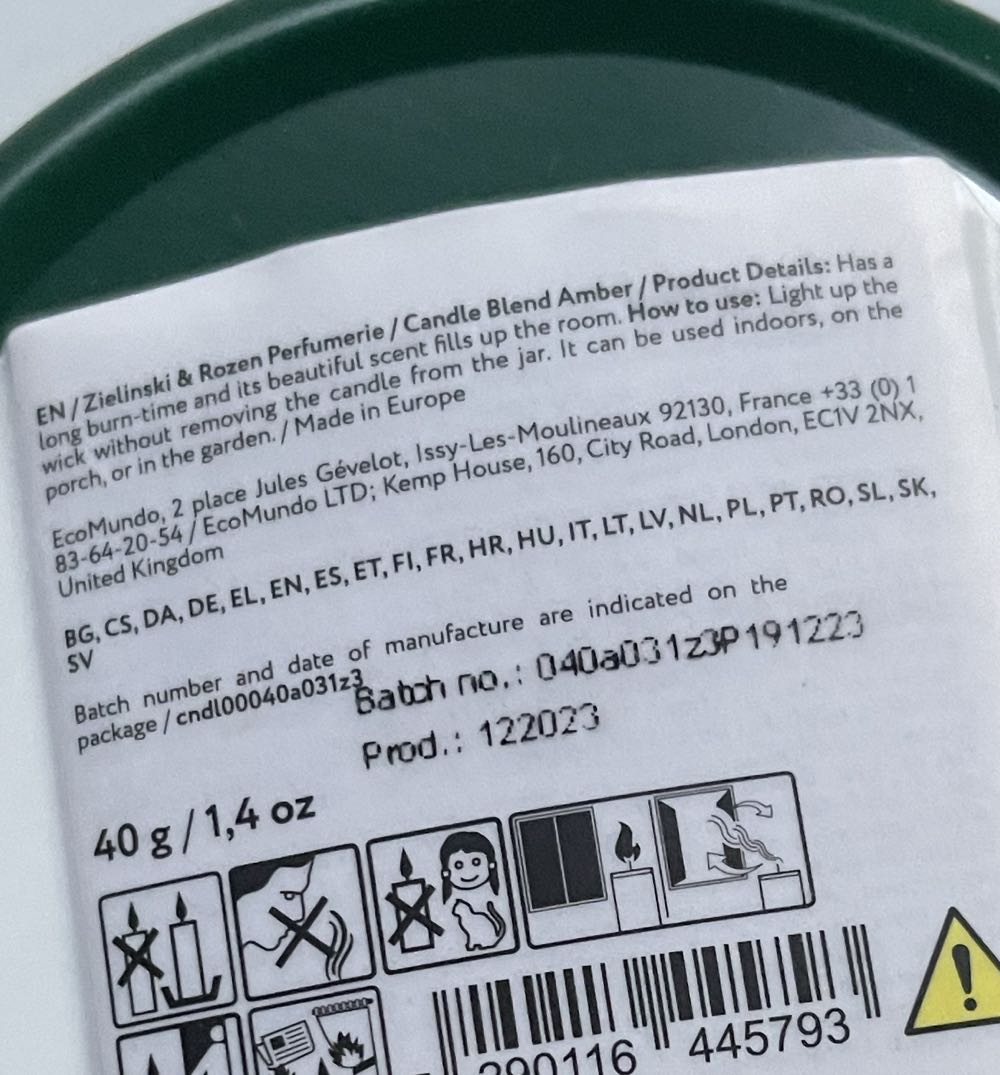 EN / Zielinski & Rozen Perfumerie / Candle Blend Amber / Product Details: Has a
long burn-time and its beautiful scent fills up the room. How to use: Light up the
wick without removing the candle from the jar. It can be used indoors, on the
porch, or in the garden. / Made in Europe
EcoMundo, 2 place Jules Gévelot, Issy-Les-Moulineaux 92130, France +33 (0) 1
83-64-20-54 / EcoMundo LTD; Kemp House, 160, City Road, London, EC1V 2NX,
United Kingdom
BG, CS, DA, DE, EL, EN, ES, ET, FI, FR, HR, HU, IT, LT, LV, NL, PL, PT, RO, SL, SK,
SV
Batch number and date of manufacture are indicated on the
package / cndl00040a031z3
Batch no.: 040a031z3P191223
Prod.: 122023
40 g / 1,4 oz
290116 445793